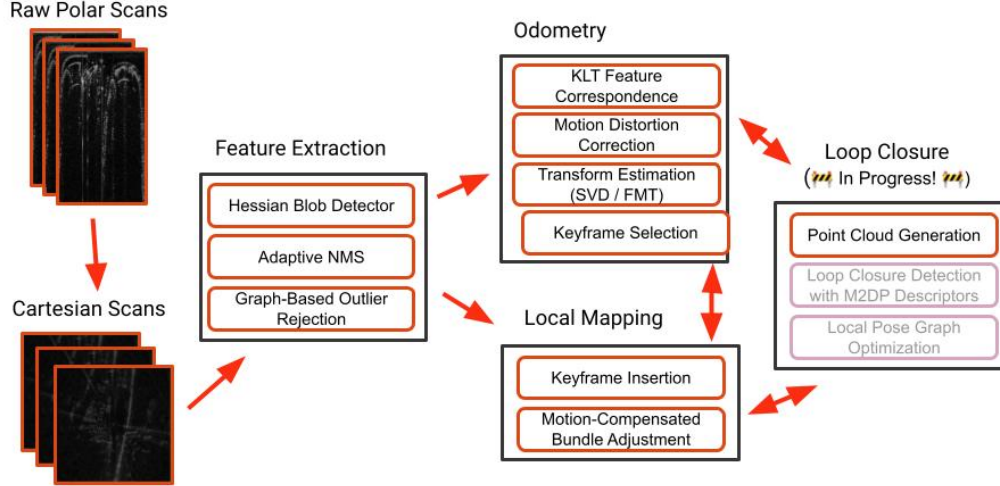 Raw Polar Scans
Cartesian Scans
Feature Extraction
Hessian Blob Detector
Adaptive NMS
Graph-Based Outlier
Rejection
Odometry
KLT Feature
Correspondence
Motion Distortion
Correction
Transform Estimation
(SVD / FMT)
Keyframe Selection
Local Mapping
Keyframe Insertion
Motion-Compensated
Bundle Adjustment
Loop Closure
(🚧 In Progress! 🚧)
Point Cloud Generation
Loop Closure Detection
with M2DP Descriptors
Local Pose Graph
Optimization